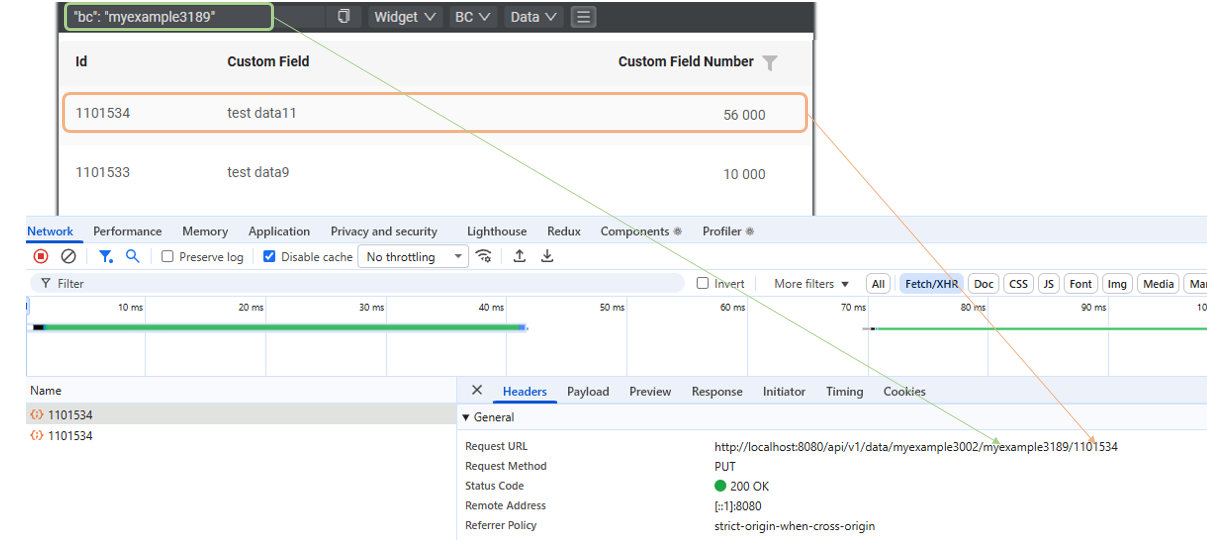 "bc": "myexample3189" Widget BC Data
Id Custom Field Custom Field Number
1101534 test data11 56 000
1101533 test data9 10 000
Network Performance Memory Application Privacy and security Lighthouse Redux Components Profiler
Preserve log Disable cache No throttling
Filter Invert More filters All Fetch/XHR Doc CSS JS Font Img Media Mar
10 ms 20 ms 30 ms 40 ms 50 ms 60 ms 70 ms 80 ms 90 ms 10
Name Headers Payload Preview Response Initiator Timing Cookies
1101534
1101534
General
Request URL http://localhost:8080/api/v1/data/myexample3002/myexample3189/1101534
Request Method PUT
Status Code 200 OK
Remote Address [::1]:8080
Referrer Policy strict-origin-when-cross-origin